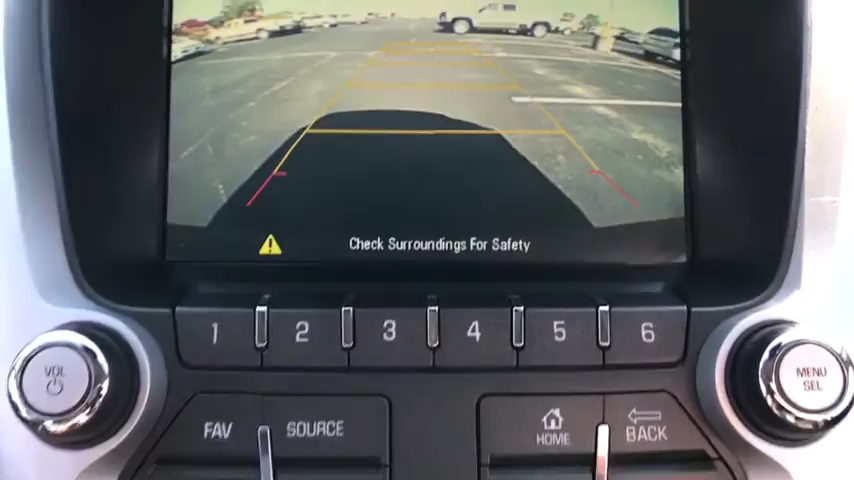 Check Surroundings For Safety
1 2 3 4 5 6
VOL
MENU
SEL
FAV SOURCE HOME BACK